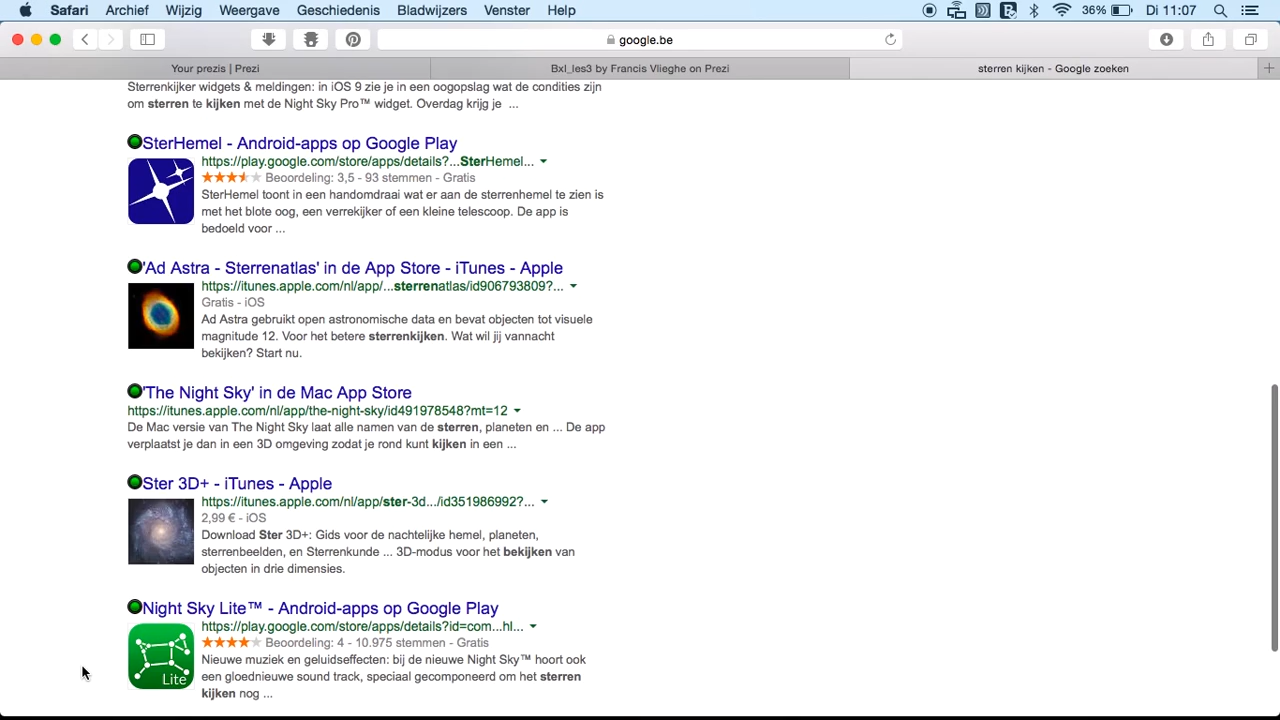 Safari Archief Wijzig Weergave Geschiedenis Bladwijzers Venster Help 36% Di 11:07
google.be
Your prezis | Prezi Bxl_les3 by Francis Vlieghe on Prezi sterren kijken - Google zoeken
Sterrenkijker widgets & meldingen: in iOS 9 zie je in een oogopslag wat de condities zijn
om sterren te kijken met de Night Sky Pro™ widget. Overdag krijg je ...
SterHemel - Android-apps op Google Play
https://play.google.com/store/apps/details?...SterHemel...
Beoordeling: 3,5 - 93 stemmen - Gratis
SterHemel toont in een handomdraai wat er aan de sterrenhemel te zien is
met het blote oog, een verrekijker of een kleine telescoop. De app is
bedoeld voor ...
'Ad Astra - Sterrenatlas' in de App Store - iTunes - Apple
https://itunes.apple.com/nl/app/...sterrenatlas/id906793809?...
Gratis - iOS
Ad Astra gebruikt open astronomische data en bevat objecten tot visuele
magnitude 12. Voor het betere sterrenkijken. Wat wil jij vannacht
bekijken? Start nu.
'The Night Sky' in de Mac App Store
https://itunes.apple.com/nl/app/the-night-sky/id491978548?mt=12
De Mac versie van The Night Sky laat alle namen van de sterren, planeten en ... De app
verplaatst je dan in een 3D omgeving zodat je rond kunt kijken in een ...
Ster 3D+ - iTunes - Apple
https://itunes.apple.com/nl/app/ster-3d.../id351986992?...
2,99 € - iOS
Download Ster 3D+: Gids voor de nachtelijke hemel, planeten,
sterrenbeelden, en Sterrenkunde ... 3D-modus voor het bekijken van
objecten in drie dimensies.
Night Sky Lite™ - Android-apps op Google Play
https://play.google.com/store/apps/details?id=com...hl...
Beoordeling: 4 - 10.975 stemmen - Gratis
Nieuwe muziek en geluidseffecten: bij de nieuwe Night Sky™ hoort ook
een gloednieuwe sound track, speciaal gecomponeerd om het sterren
Lite
kijken nog ...